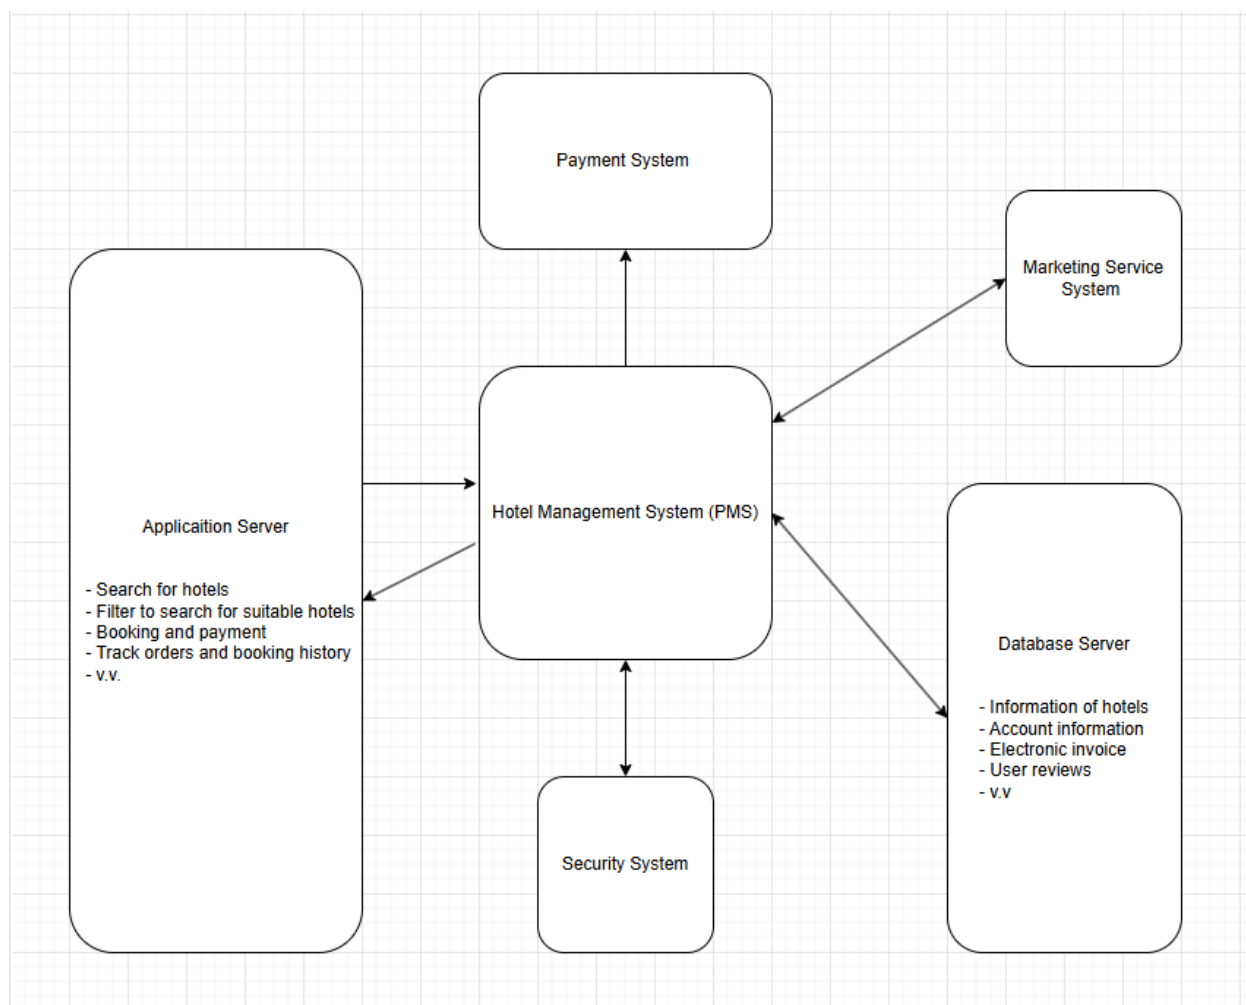 Payment System
Marketing Service
System
Hotel Management System (PMS)
Applicaition Server
- Search for hotels
- Filter to search for suitable hotels
- Booking and payment
- Track orders and booking history
- v.v.
Database Server
- Information of hotels
- Account information
- Electronic invoice
- User reviews
- v.v
Security System